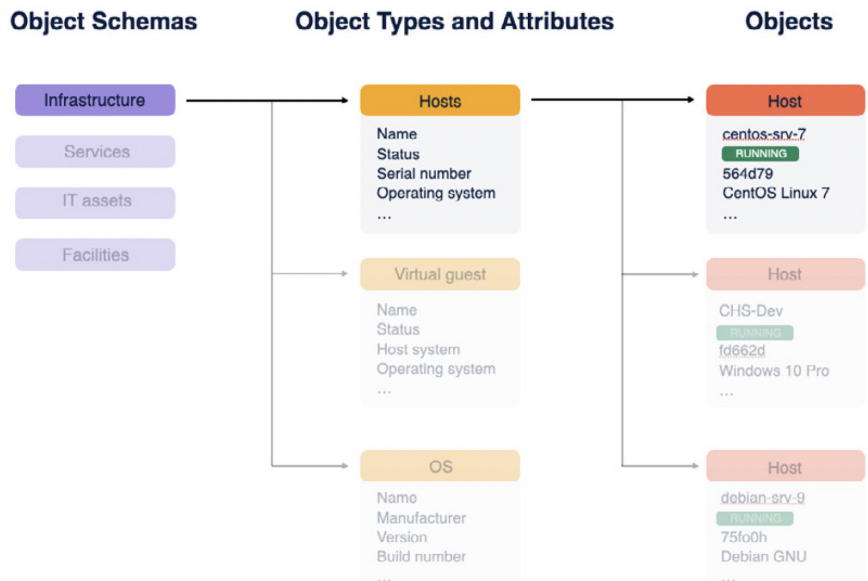 Object Schemas
Object Types and Attributes
Objects
Infrastructure
Services
IT assets
Facilities
Hosts
Name
Status
Serial number
Operating system
...
Virtual guest
Name
Status
Host system
Operating system
...
OS
Name
Manufacturer
Version
Build number
...
Host
centos-srv-7
RUNNING
564d79
CentOS Linux 7
...
Host
CHS-Dev
RUNNING
fd662d
Windows 10 Pro
...
Host
debian-srv-9
RUNNING
75fo0h
Debian GNU
...